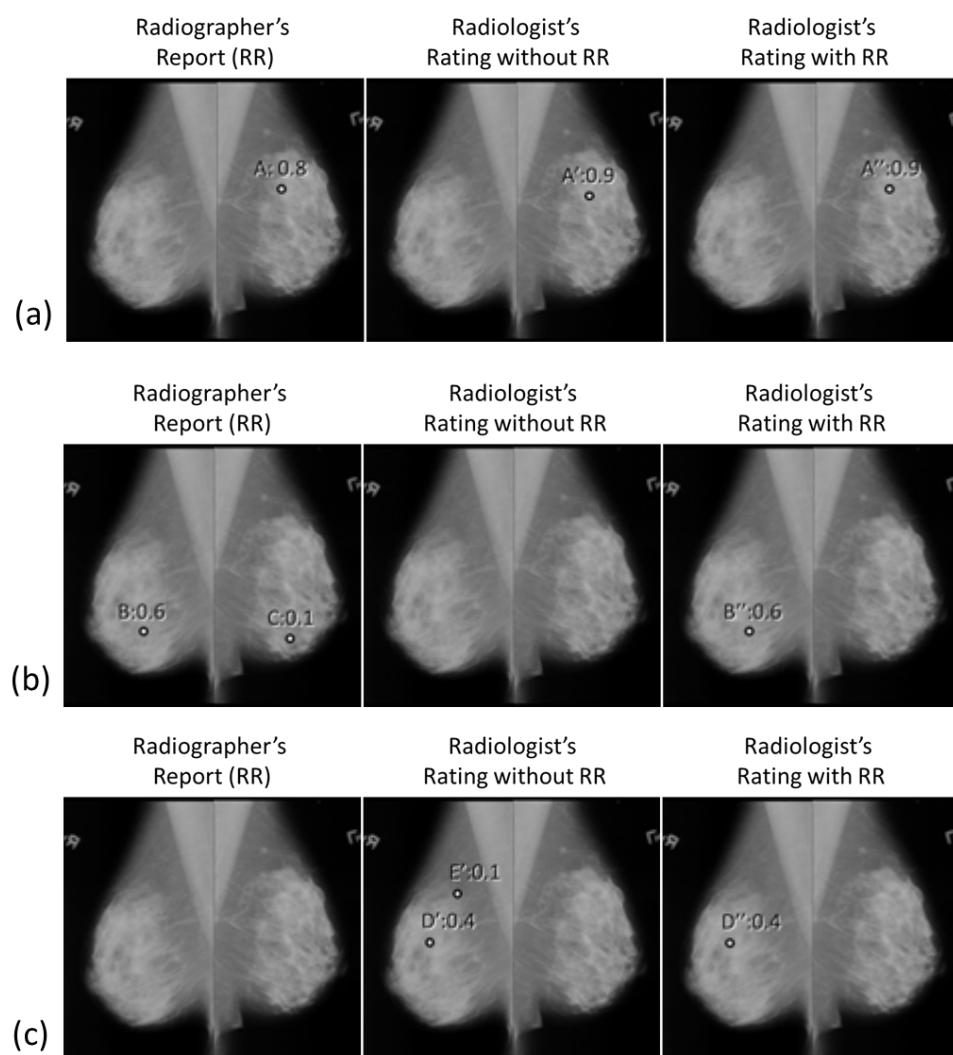 Radiographer's
Report (RR)
Radiologist's
Rating without RR
Radiologist's
Rating with RR
A: 0.8
A':0.9
A'':0.9
(a)
Radiographer's
Report (RR)
Radiologist's
Rating without RR
Radiologist's
Rating with RR
B:0.6
C:0.1
B'':0.6
(b)
Radiographer's
Report (RR)
Radiologist's
Rating without RR
Radiologist's
Rating with RR
E':0.1
D':0.4
D'':0.4
(c)